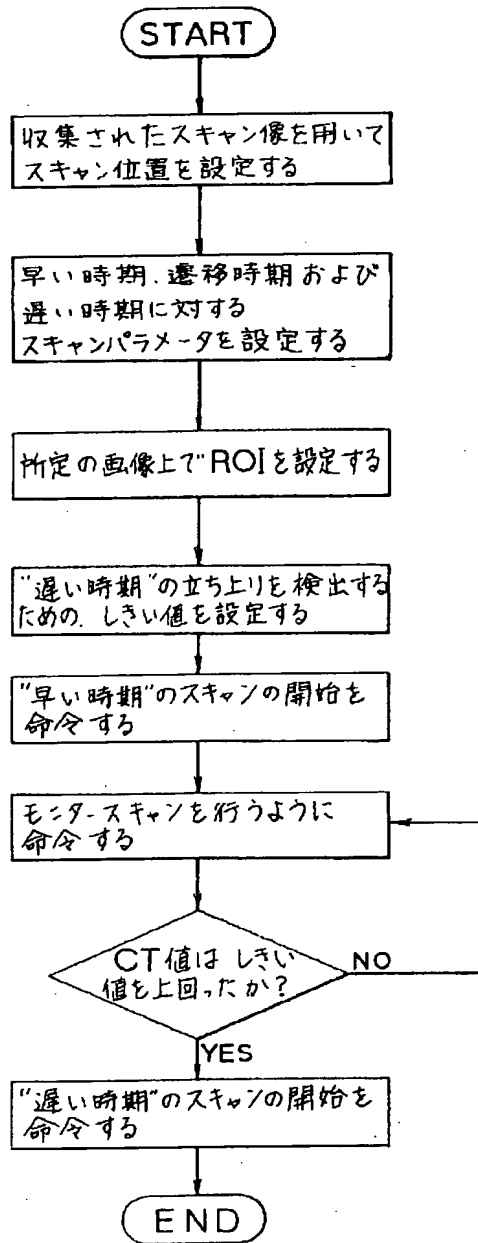 START
収集されたスキャン像を用いて
スキャン位置を設定する
早い時期、遷移時期および
遅い時期に対する
スキャンパラメータを設定する
所定の画像上でROIを設定する
"遅い時期"の立ち上りを検出する
ための、しきい値を設定する
"早い時期"のスキャンの開始を
命令する
モニタースキャンを行うように
命令する
CT値はしきい
値を上回ったか?
NO
YES
"遅い時期"のスキャンの開始を
命令する
END